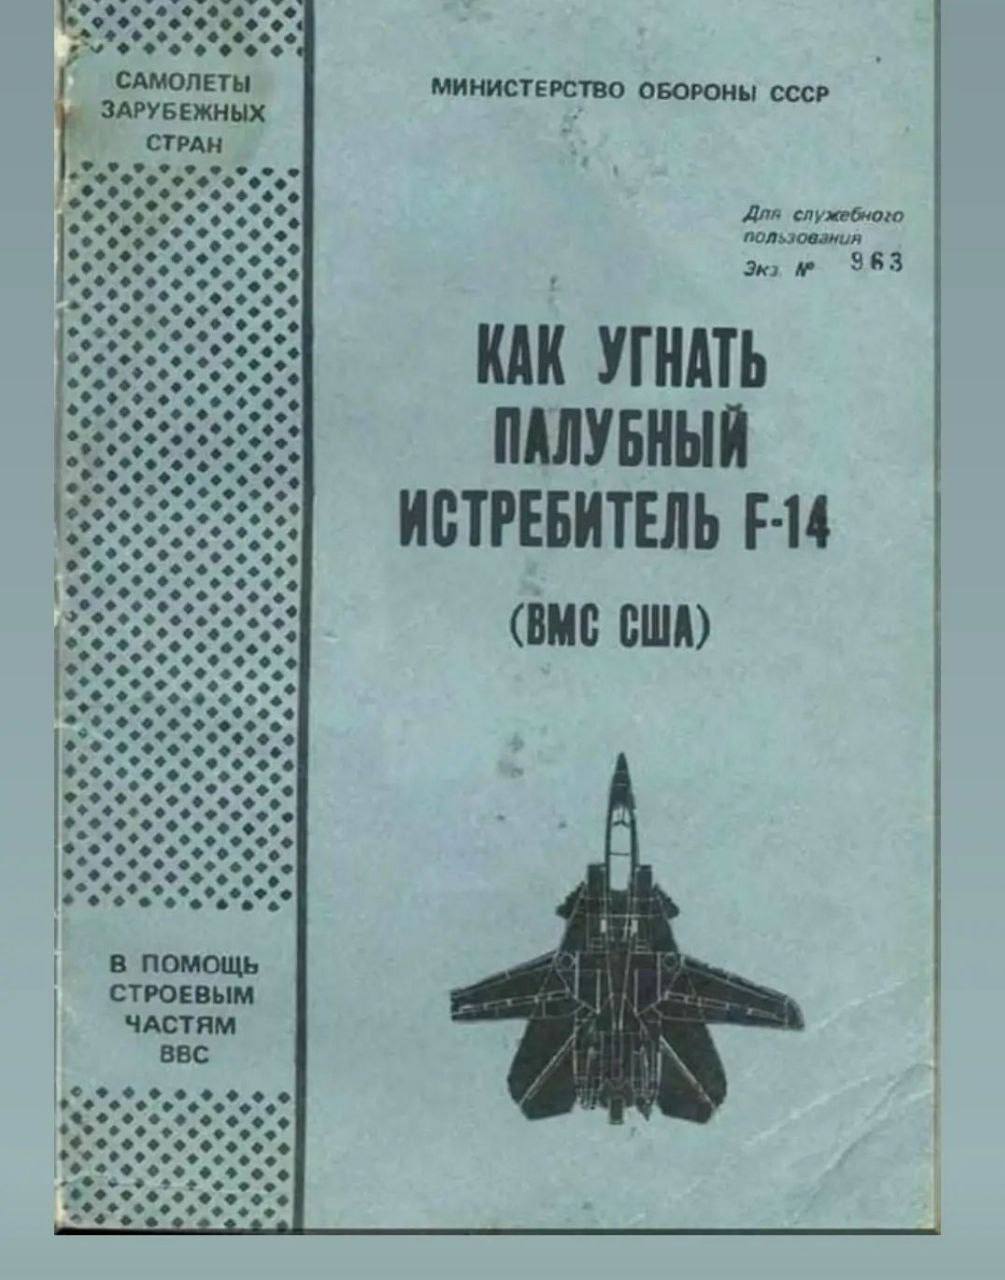 САМОЛЕТЫ
ЗАРУБЕЖНЫХ
СТРАН
МИНИСТЕРСТВО ОБОРОНЫ СССР
Для служебного
пользования
Экз. № 963
КАК УГНАТЬ
ПАЛУБНЫЙ
ИСТРЕБИТЕЛЬ F-14
(ВМС США)
В ПОМОЩЬ
СТРОЕВЫМ
ЧАСТЯМ
ВВС